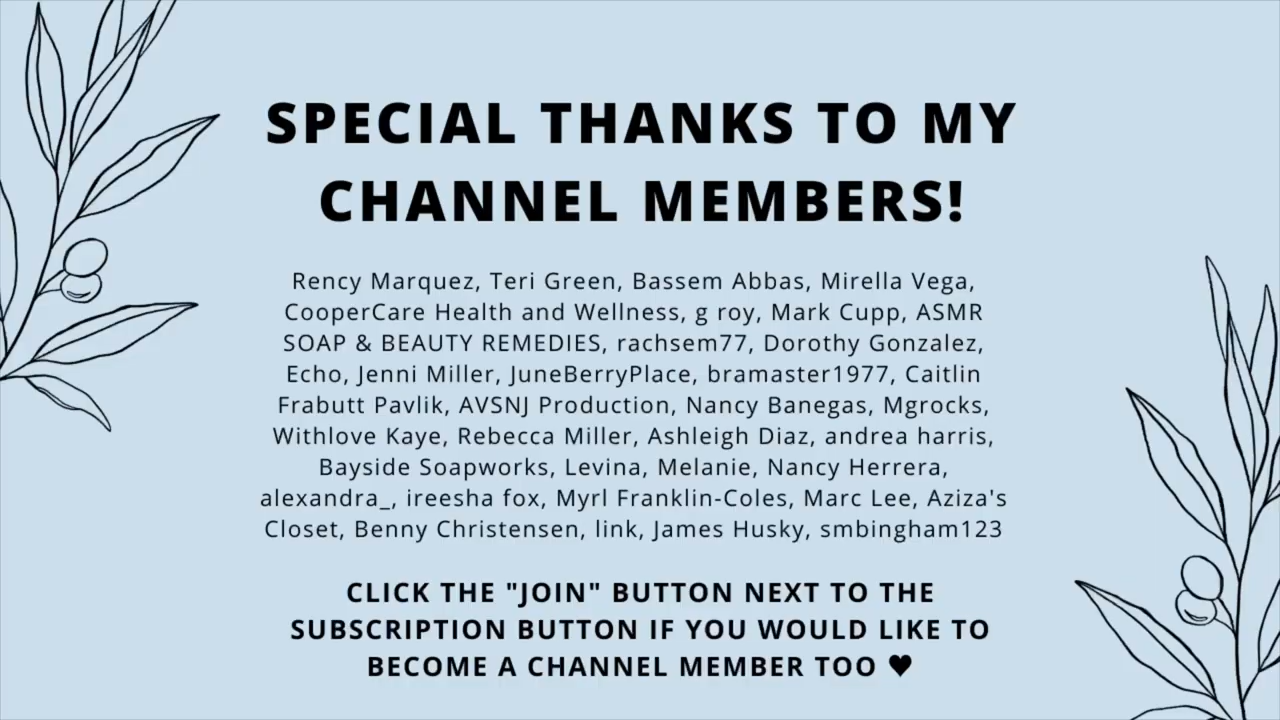 SPECIAL THANKS TO MY
CHANNEL MEMBERS!
Rency Marquez, Teri Green, Bassem Abbas, Mirella Vega,
CooperCare Health and Wellness, g roy, Mark Cupp, ASMR
SOAP & BEAUTY REMEDIES, rachsem77, Dorothy Gonzalez,
Echo, Jenni Miller, JuneBerryPlace, bramaster1977, Caitlin
Frabutt Pavlik, AVSNJ Production, Nancy Banegas, Mgrocks,
Withlove Kaye, Rebecca Miller, Ashleigh Diaz, andrea harris,
Bayside Soapworks, Levina, Melanie, Nancy Herrera,
alexandra_, ireesha fox, Myrl Franklin-Coles, Marc Lee, Aziza's
Closet, Benny Christensen, link, James Husky, smbingham123
CLICK THE "JOIN" BUTTON NEXT TO THE
SUBSCRIPTION BUTTON IF YOU WOULD LIKE TO
BECOME A CHANNEL MEMBER TOO ♥